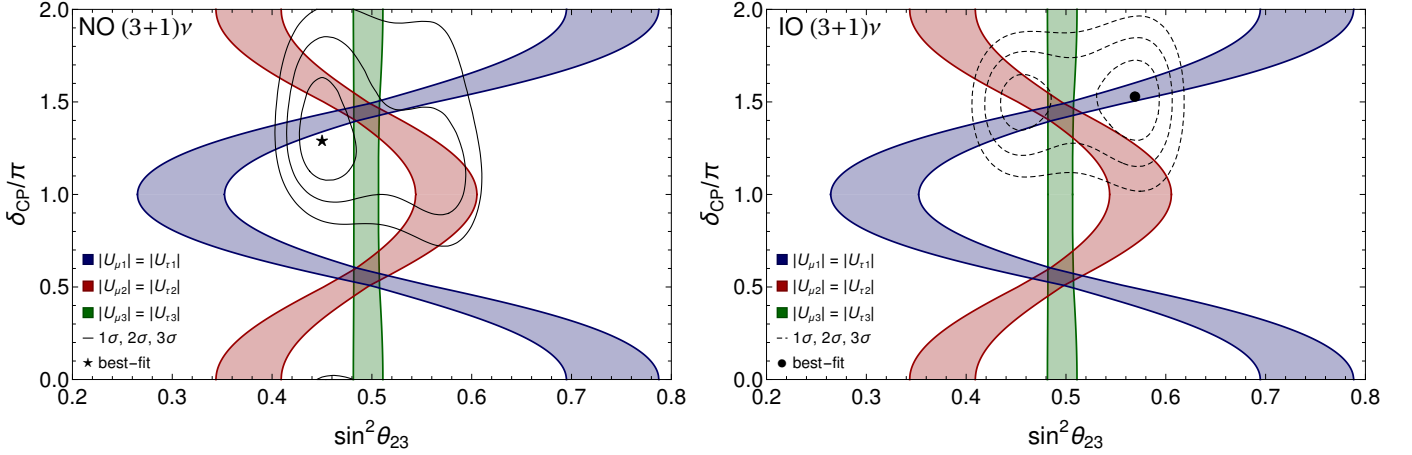 NO (3+1)ν
δCP/π
2.0
1.5
1.0
0.5
0.0
|Uμ1| = |Uτ1|
|Uμ2| = |Uτ2|
|Uμ3| = |Uτ3|
1σ, 2σ, 3σ
best-fit
0.2 0.3 0.4 0.5 0.6 0.7 0.8
sin²θ23
IO (3+1)ν
δCP/π
2.0
1.5
1.0
0.5
0.0
|Uμ1| = |Uτ1|
|Uμ2| = |Uτ2|
|Uμ3| = |Uτ3|
1σ, 2σ, 3σ
best-fit
0.2 0.3 0.4 0.5 0.6 0.7 0.8
sin²θ23